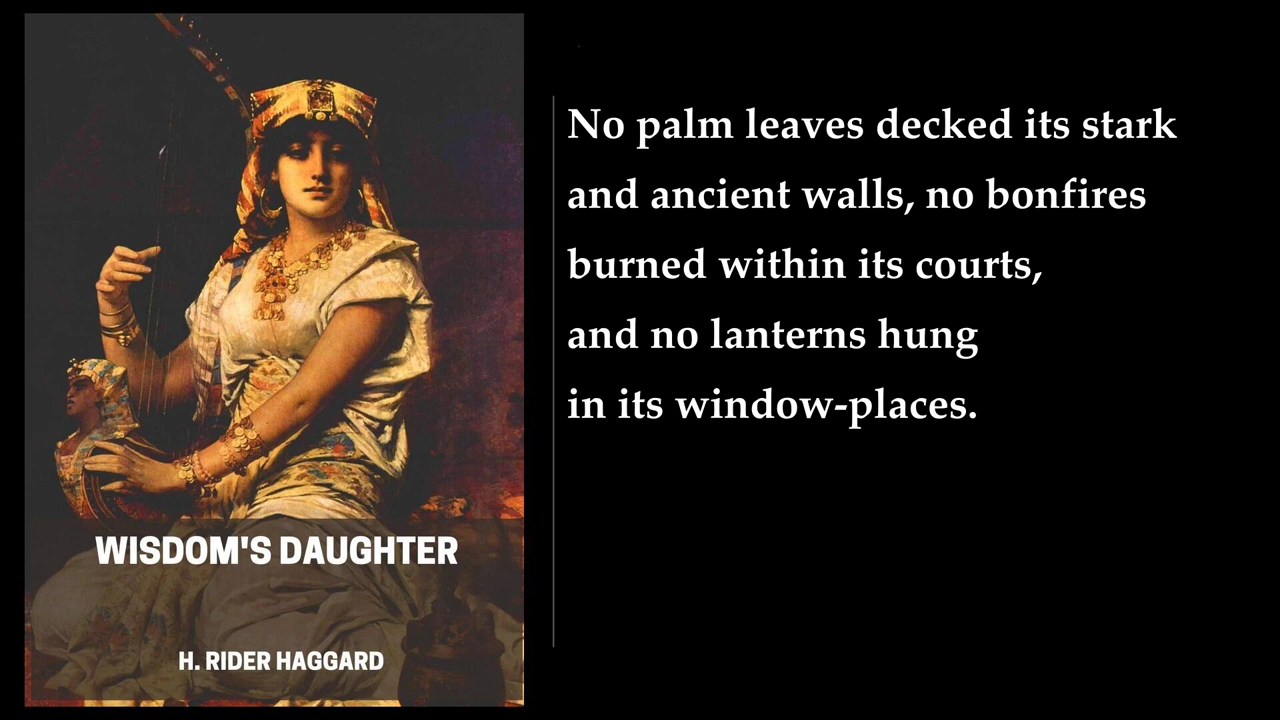 WISDOM'S DAUGHTER
H. RIDER HAGGARD
No palm leaves decked its stark
and ancient walls, no bonfires
burned within its courts,
and no lanterns hung
in its window-places.